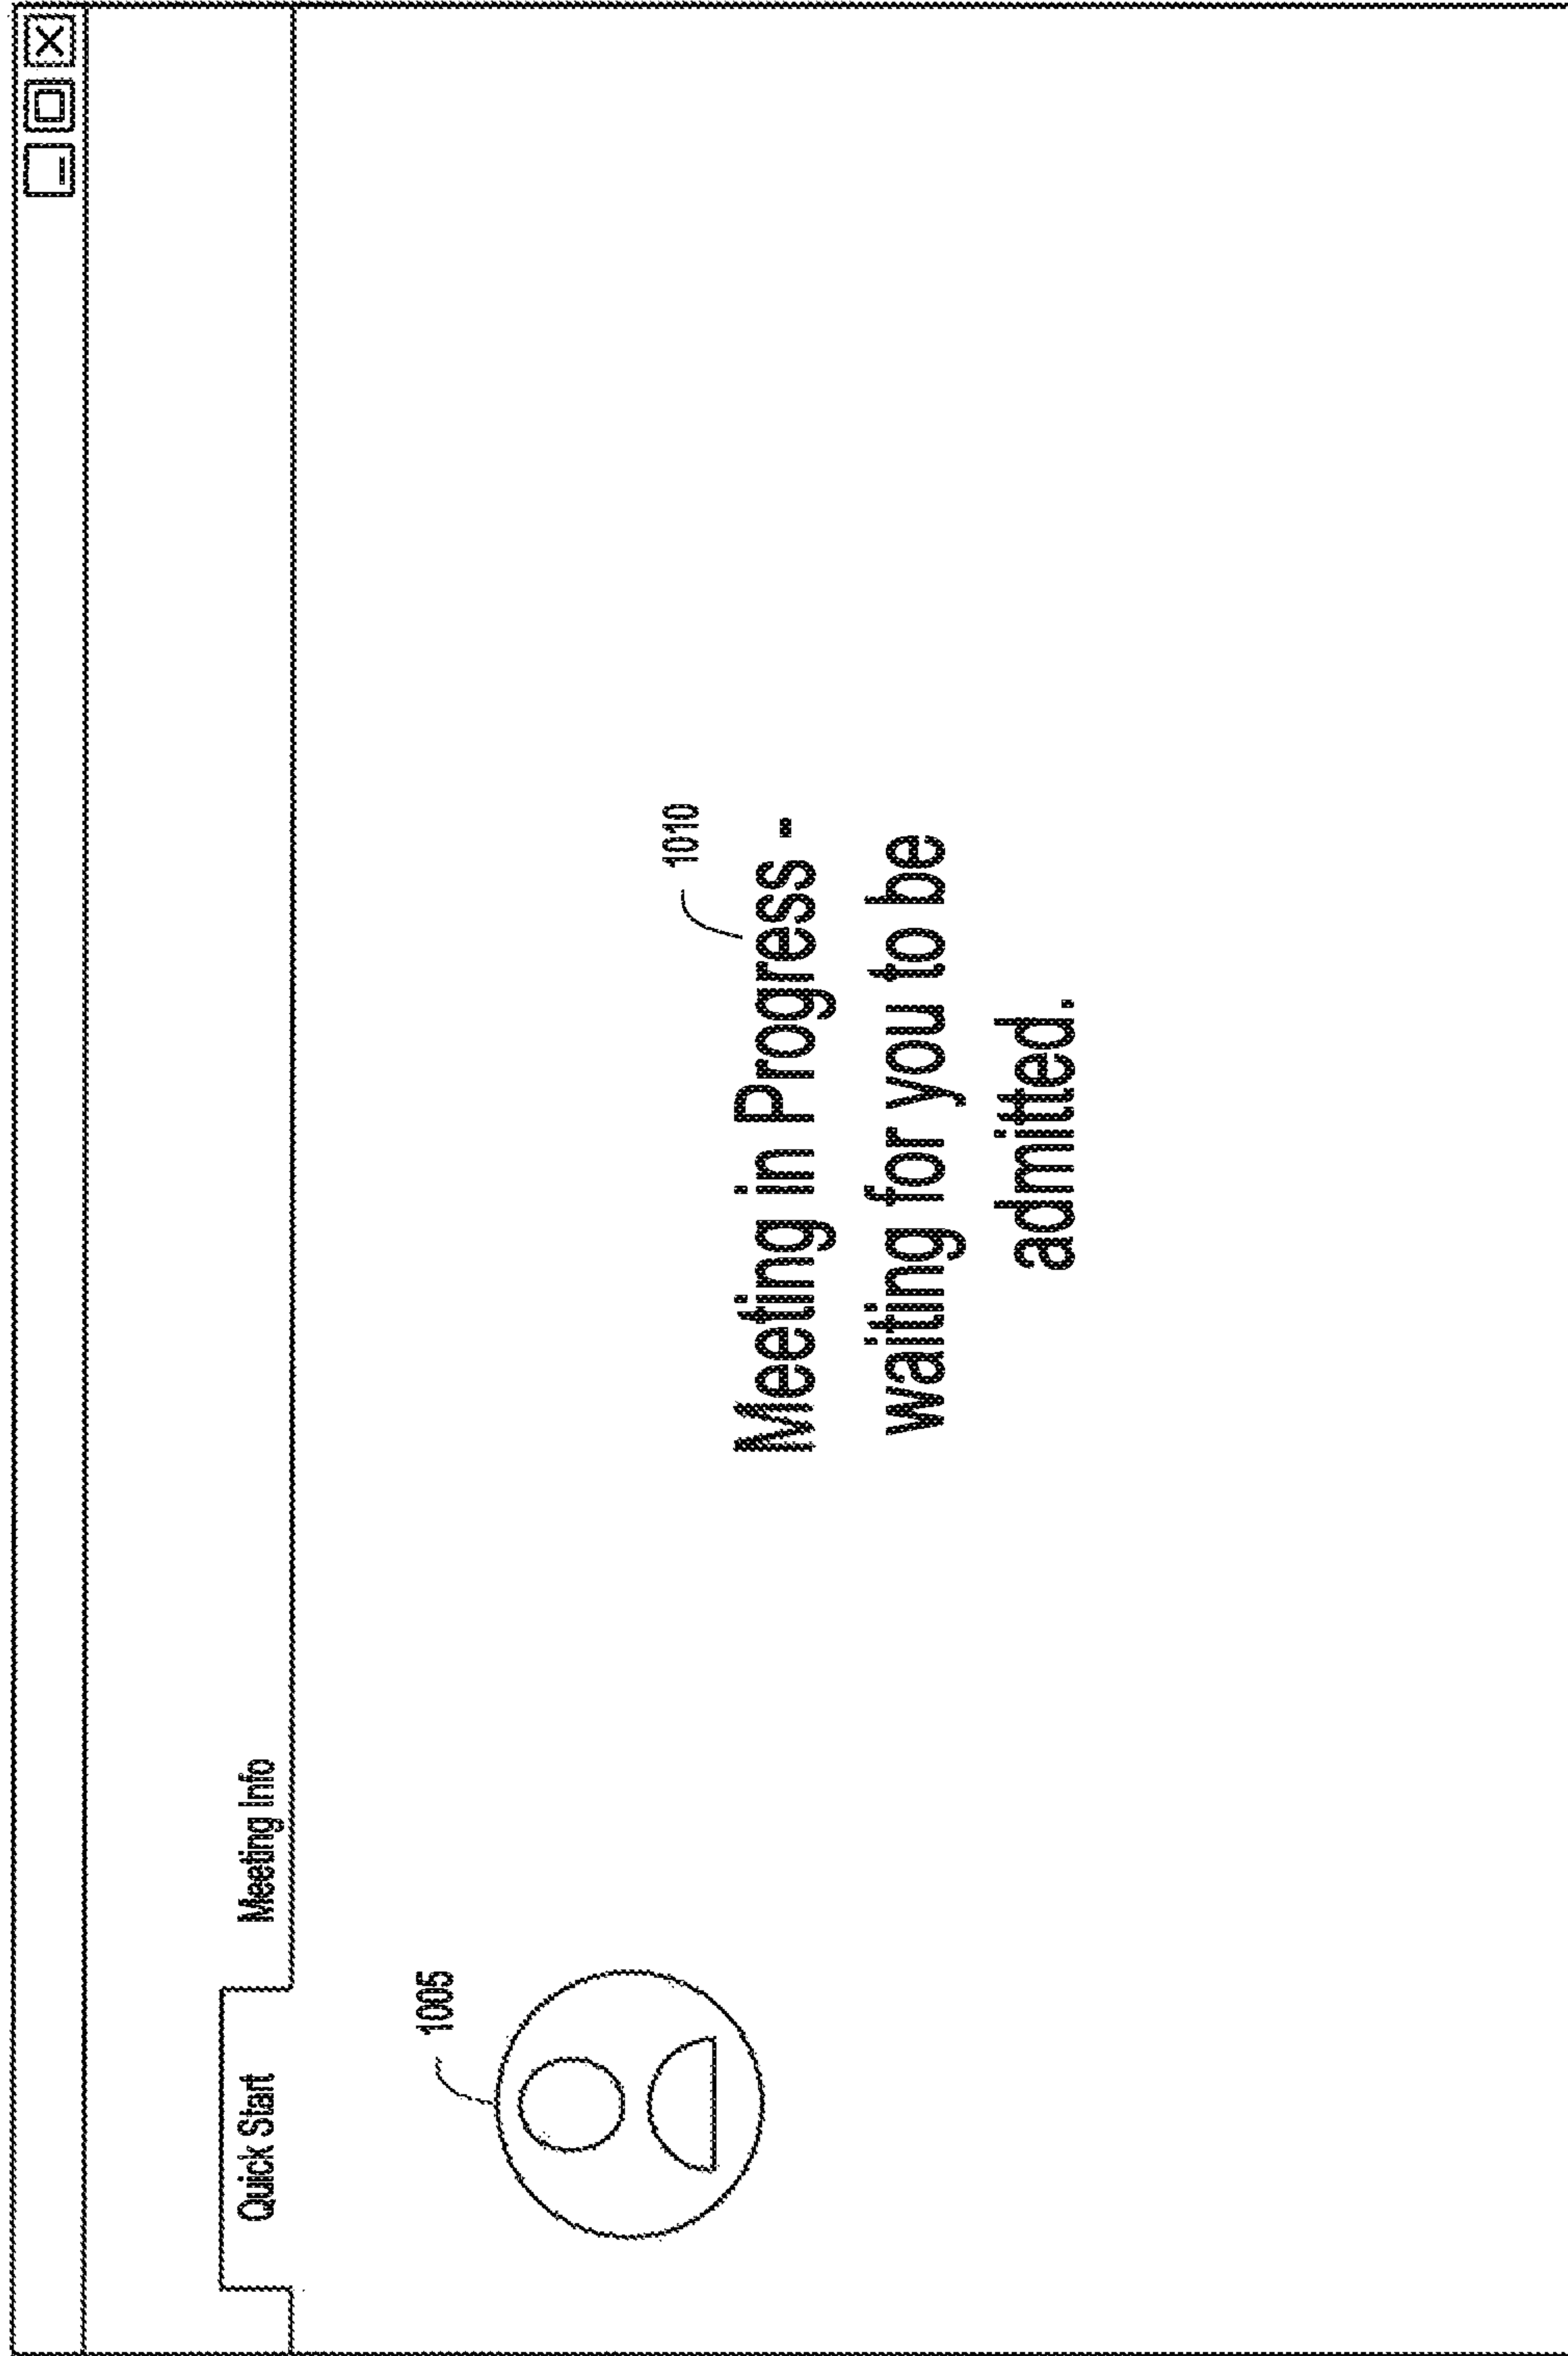 Quick Start
Meeting Info
1005
1010
Meeting in Progress -
waiting for you to be
admitted.